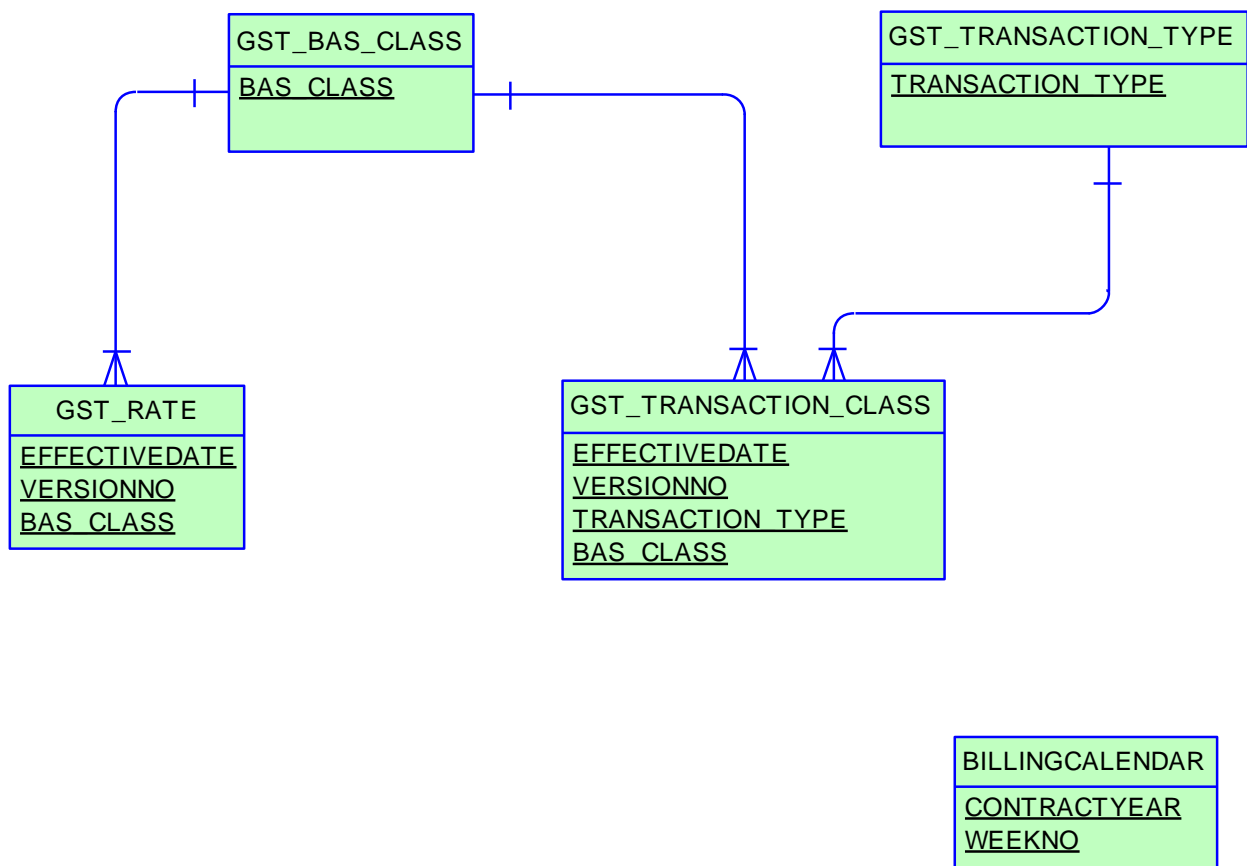 GST_BAS_CLASS
BAS_CLASS
GST_TRANSACTION_TYPE
TRANSACTION_TYPE
GST_RATE
EFFECTIVEDATE
VERSIONNO
BAS_CLASS
GST_TRANSACTION_CLASS
EFFECTIVEDATE
VERSIONNO
TRANSACTION_TYPE
BAS_CLASS
BILLINGCALENDAR
CONTRACTYEAR
WEEKNO